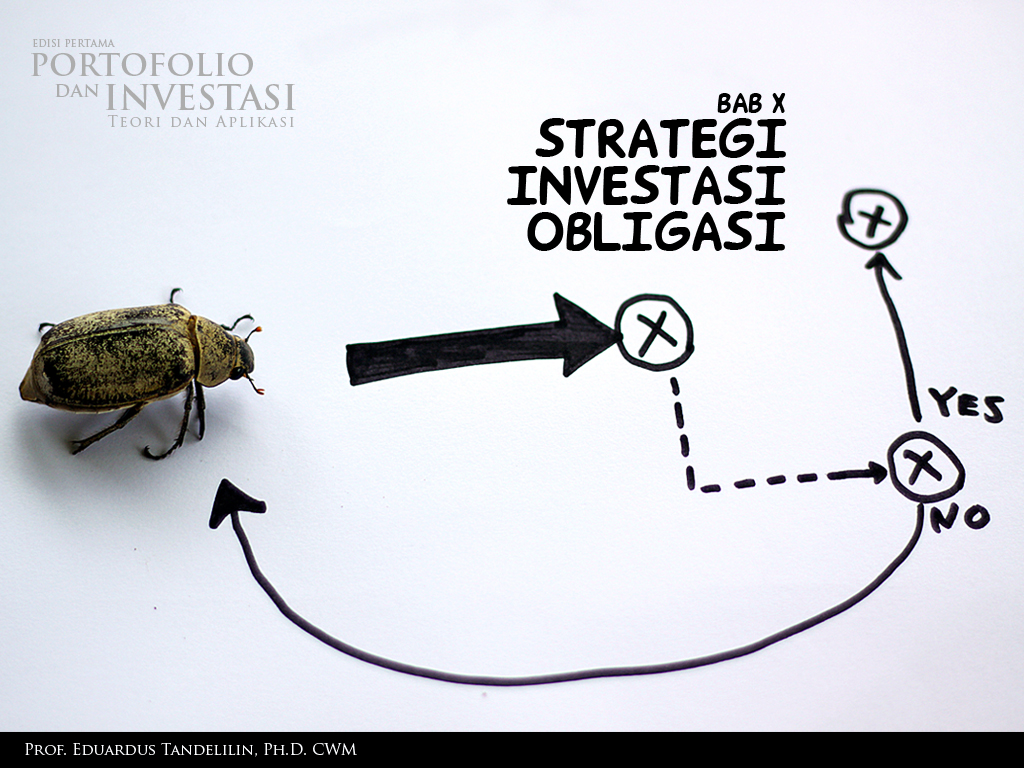 EDISI PERTAMA
PORTOFOLIO
DAN INVESTASI
TEORI DAN APLIKASI
BAB X
STRATEGI
INVESTASI
OBLIGASI
X
X
YES
X
NO
PROF. EDUARDUS TANDELILIN, PH.D. CWM